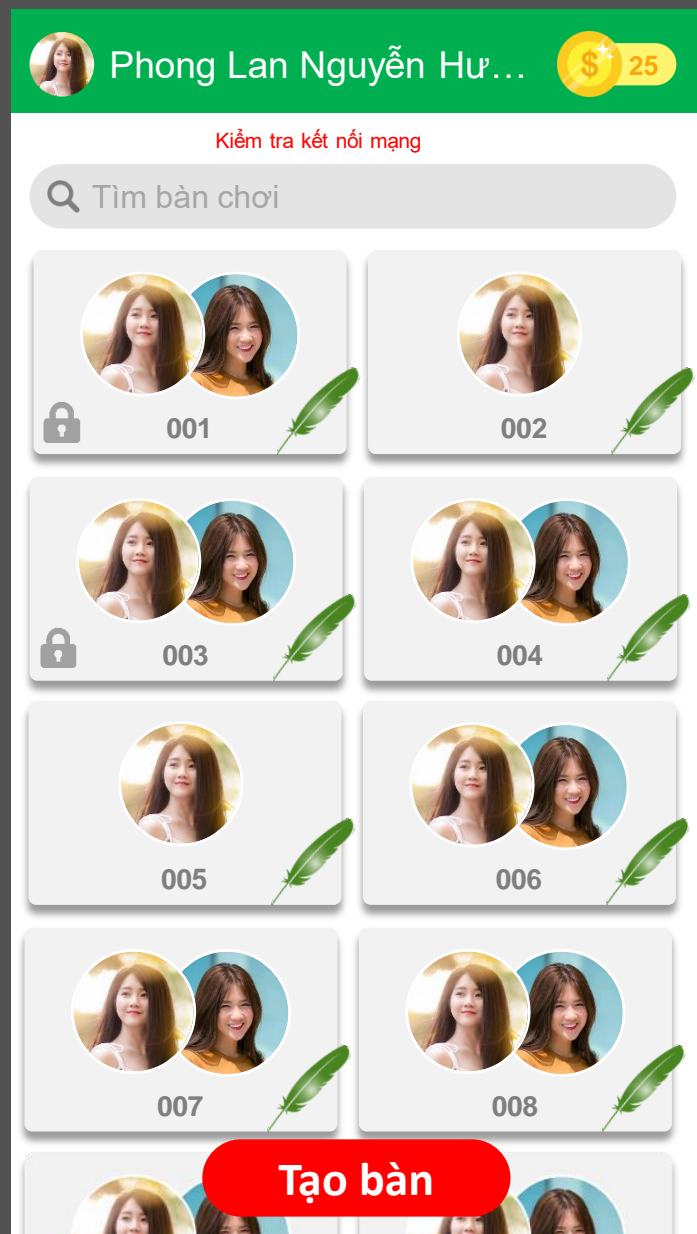 Phong Lan Nguyễn Hư...
$ 25
Kiểm tra kết nối mạng
Tìm bàn chơi
001
002
003
004
005
006
007
008
Tạo bàn